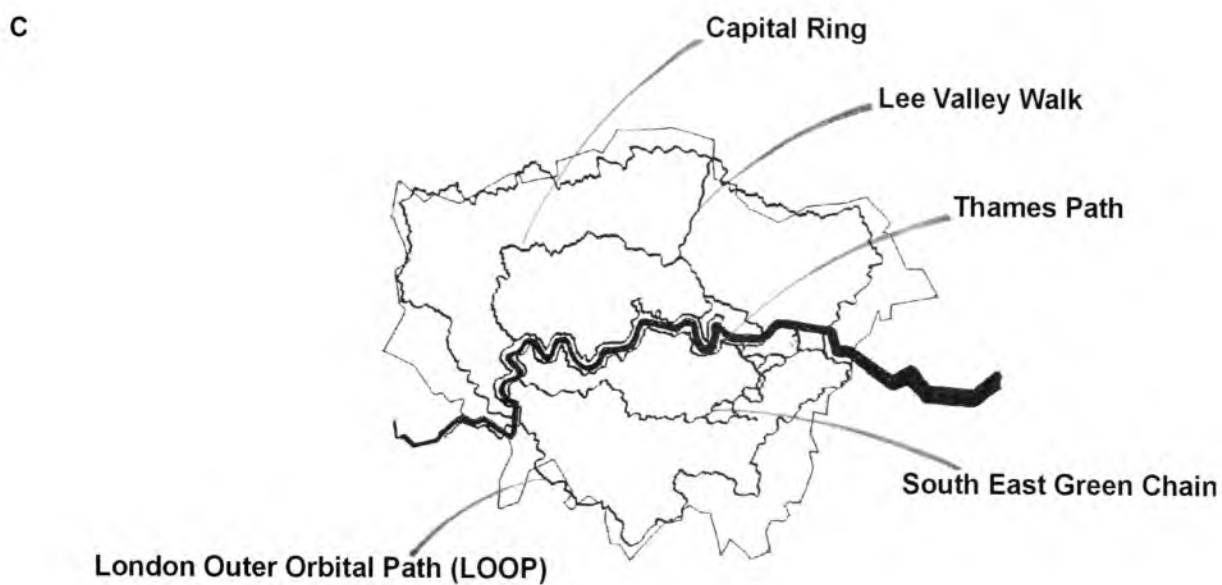 C
Capital Ring
Lee Valley Walk
Thames Path
South East Green Chain
London Outer Orbital Path (LOOP)